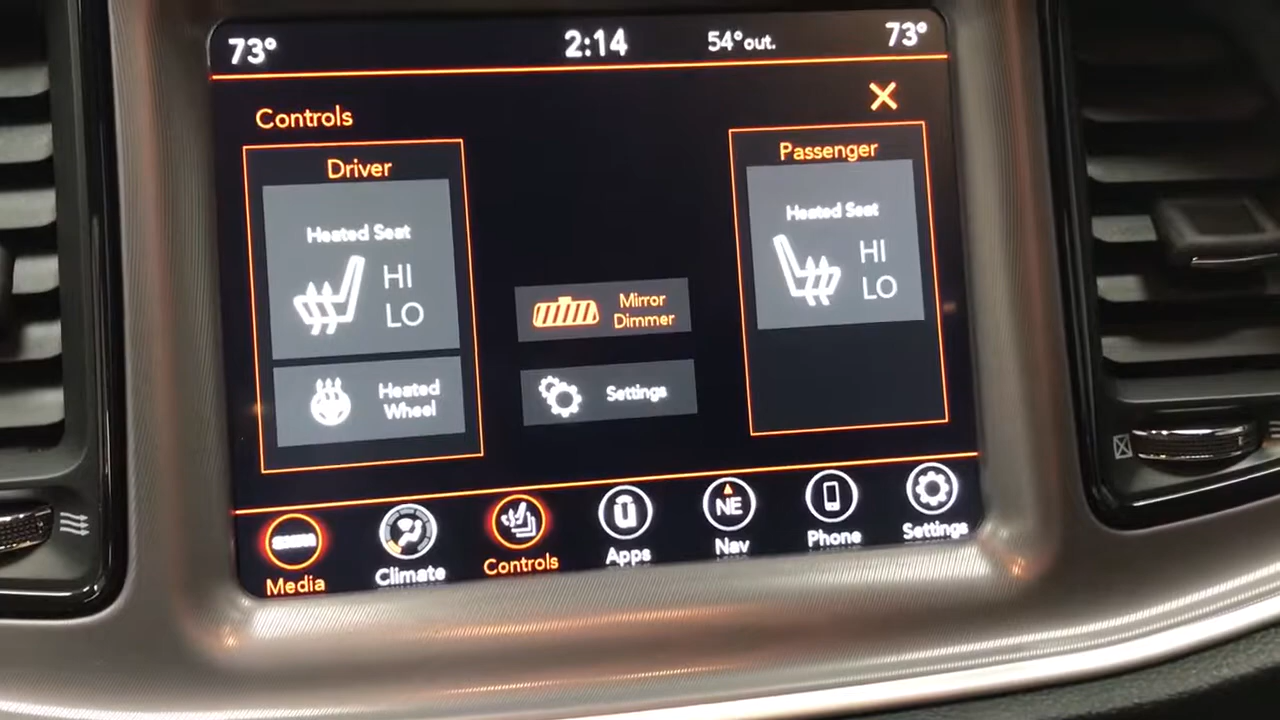 73°
2:14
54°out.
73°
Controls
Driver
Heated Seat
HI
LO
Heated
Wheel
Mirror
Dimmer
Settings
Passenger
Heated Seat
HI
LO
Media
Climate
Controls
Apps
NE
Nav
Phone
Settings